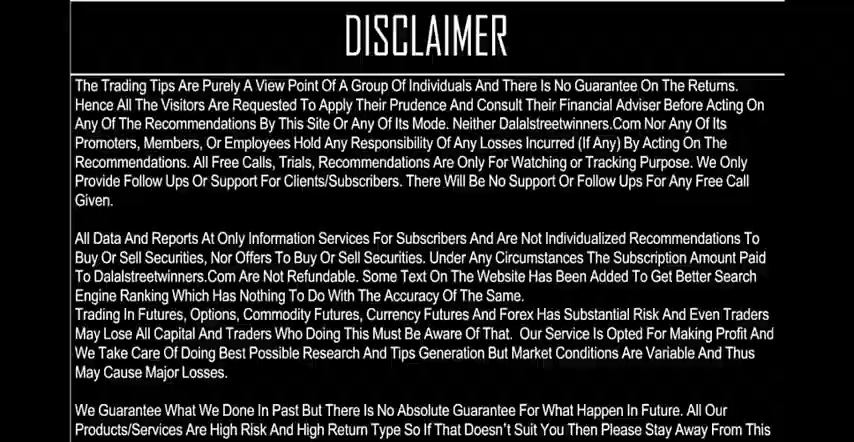 DISCLAIMER
The Trading Tips Are Purely A View Point Of A Group Of Individuals And There Is No Guarantee On The Returns.
Hence All The Visitors Are Requested To Apply Their Prudence And Consult Their Financial Adviser Before Acting On
Any Of The Recommendations By This Site Or Any Of Its Mode. Neither Dalalstreetwinners.Com Nor Any Of Its
Promoters, Members, Or Employees Hold Any Responsibility Of Any Losses Incurred (If Any) By Acting On The
Recommendations. All Free Calls, Trials, Recommendations Are Only For Watching or Tracking Purpose. We Only
Provide Follow Ups Or Support For Clients/Subscribers. There Will Be No Support Or Follow Ups For Any Free Call
Given.
All Data And Reports At Only Information Services For Subscribers And Are Not Individualized Recommendations To
Buy Or Sell Securities, Nor Offers To Buy Or Sell Securities. Under Any Circumstances The Subscription Amount Paid
To Dalalstreetwinners.Com Are Not Refundable. Some Text On The Website Has Been Added To Get Better Search
Engine Ranking Which Has Nothing To Do With The Accuracy Of The Same.
Trading In Futures, Options, Commodity Futures, Currency Futures And Forex Has Substantial Risk And Even Traders
May Lose All Capital And Traders Who Doing This Must Be Aware Of That. Our Service Is Opted For Making Profit And
We Take Care Of Doing Best Possible Research And Tips Generation But Market Conditions Are Variable And Thus
May Cause Major Losses.
We Guarantee What We Done In Past But There Is No Absolute Guarantee For What Happen In Future. All Our
Products/Services Are High Risk And High Return Type So If That Doesn't Suit You Then Please Stay Away From This